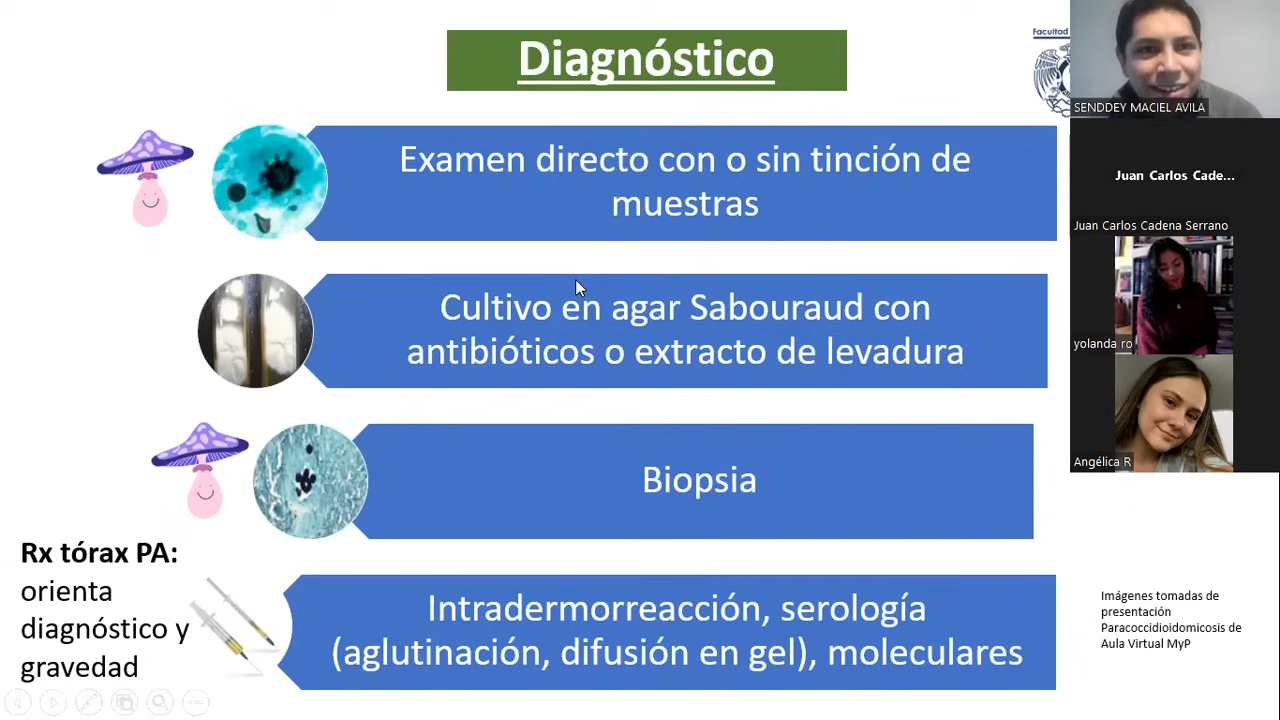 Diagnóstico
Facultad
SENDDEY MACIEL AVILA
Examen directo con o sin tinción de
muestras
Juan Carlos Cade...
Juan Carlos Cadena Serrano
Cultivo en agar Sabouraud con
antibióticos o extracto de levadura
yolanda ro
Biopsia
Angélica R
Rx tórax PA:
orienta
diagnóstico y
gravedad
Intradermorreacción, serología
(aglutinación, difusión en gel), moleculares
Imágenes tomadas de
presentación
Paracoccidioidomicosis de
Aula Virtual MyP